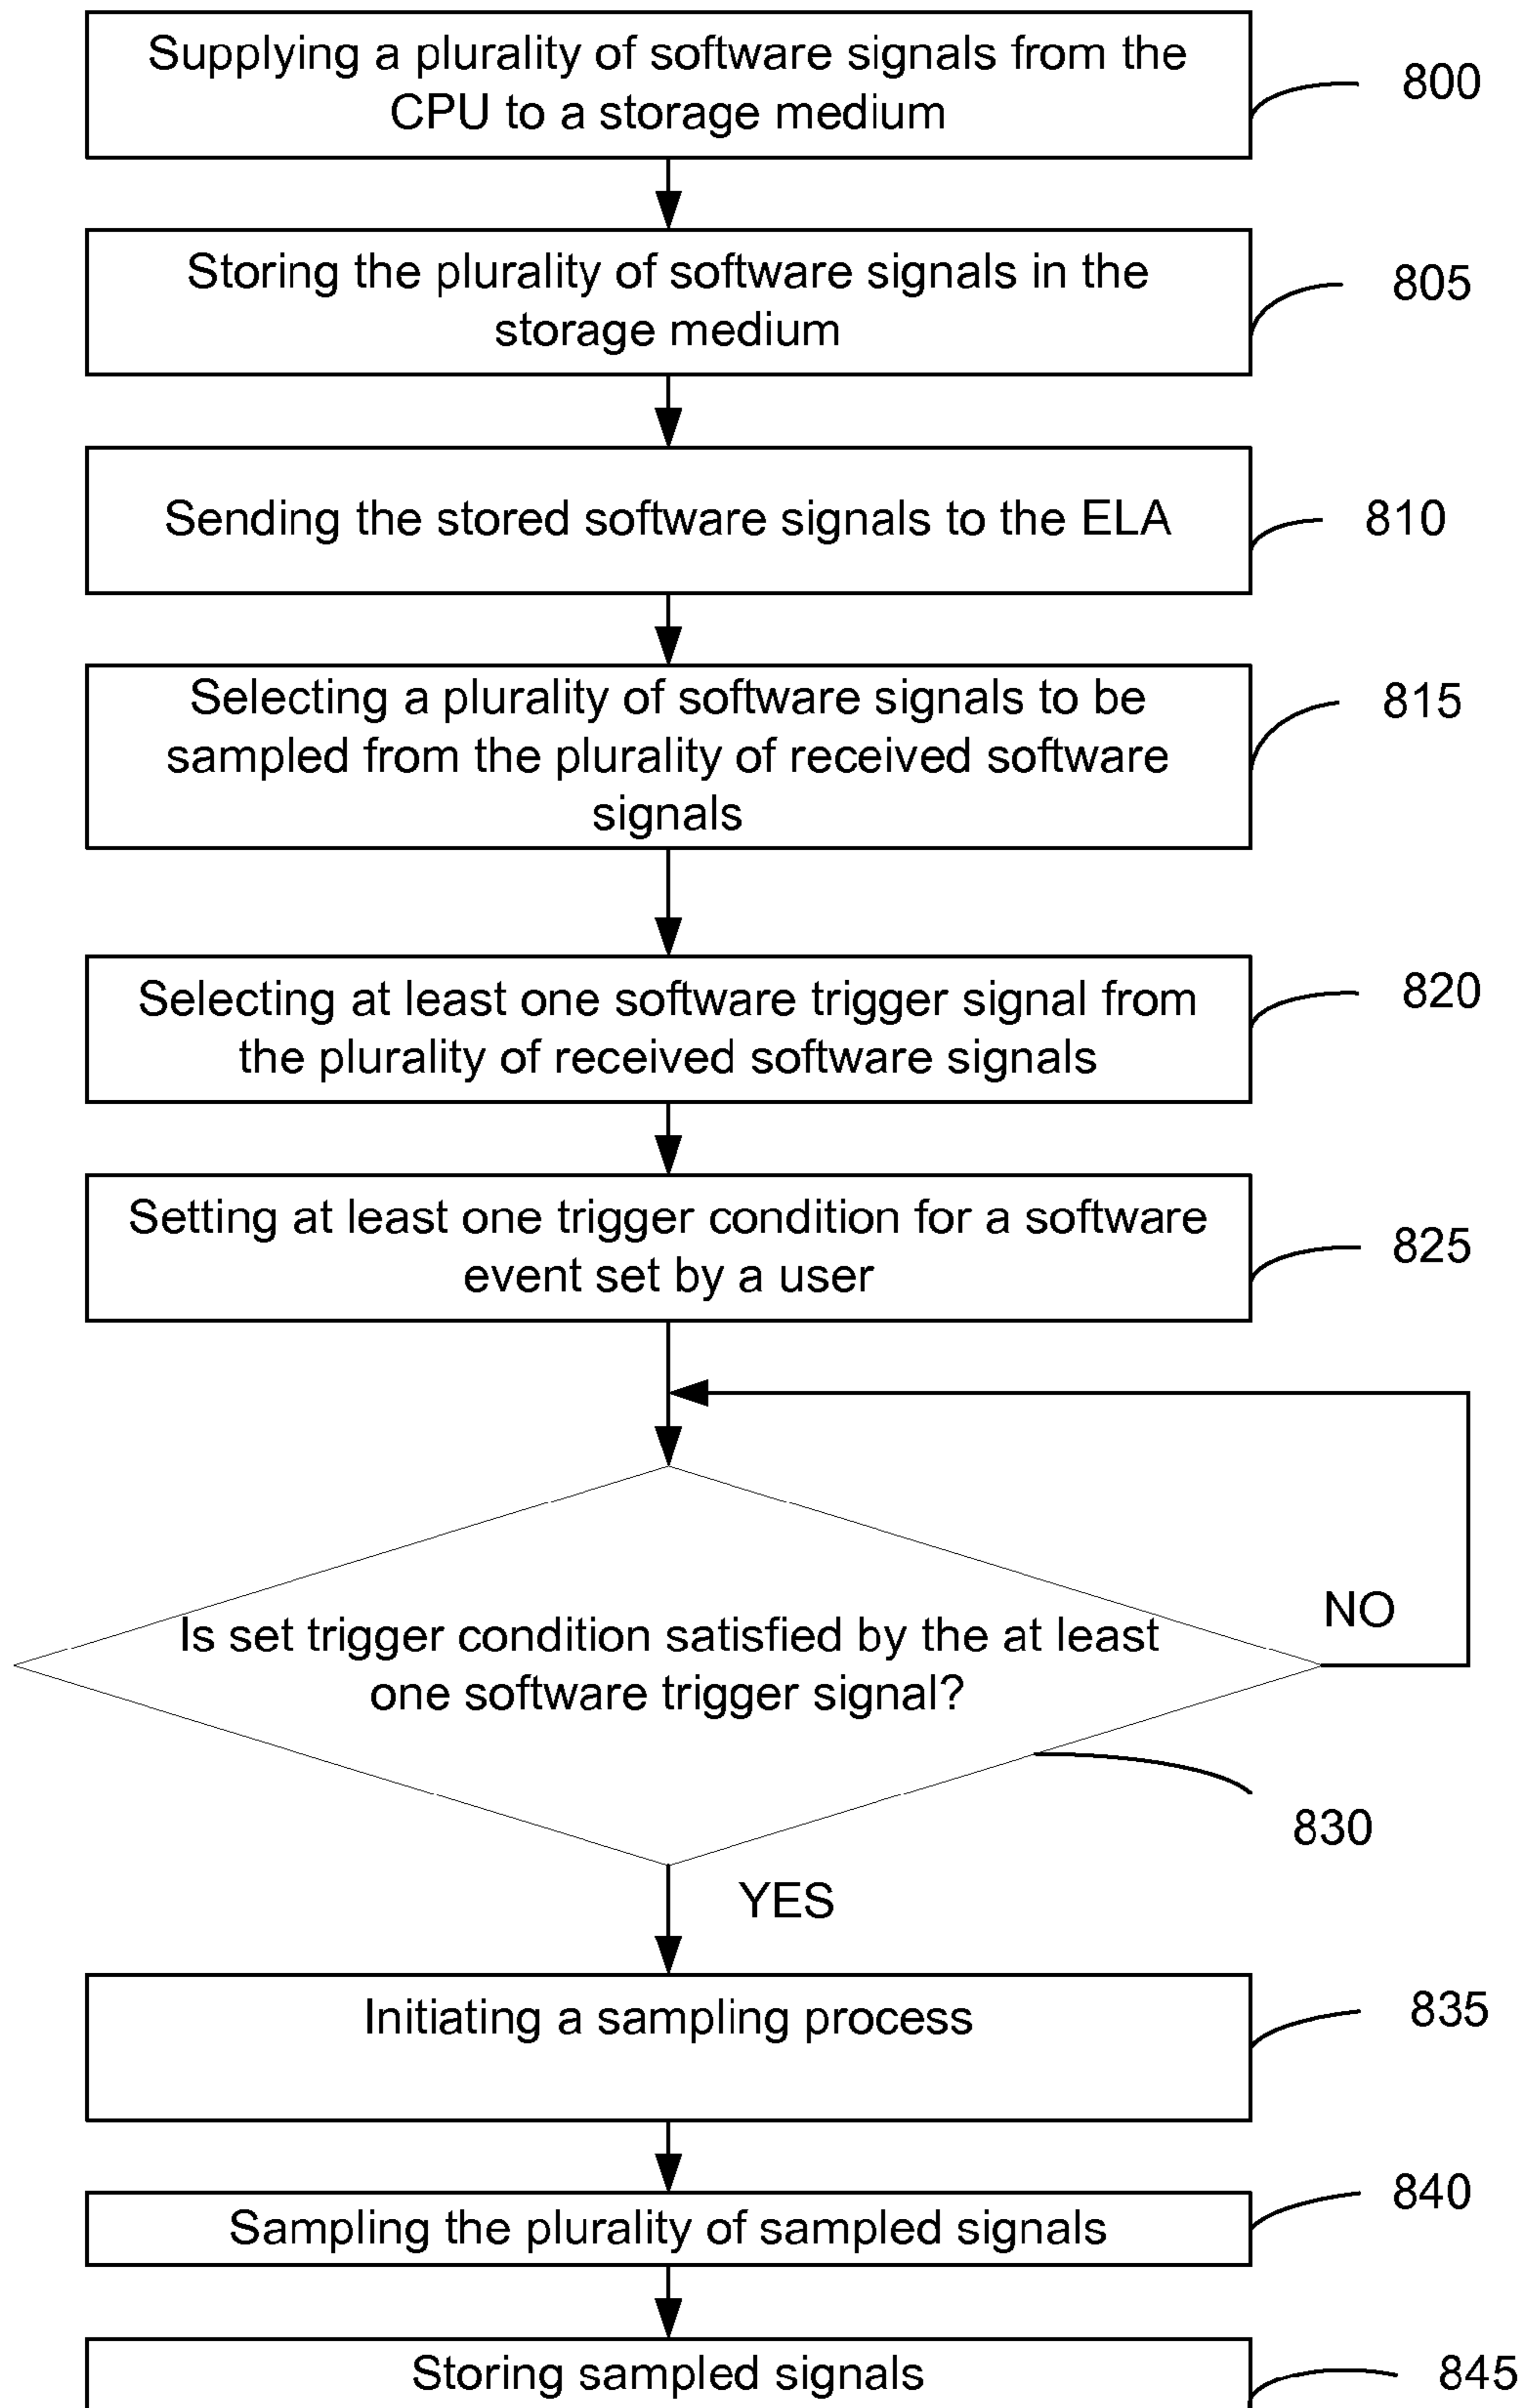 Supplying a plurality of software signals from the
CPU to a storage medium
800
Storing the plurality of software signals in the
storage medium
805
Sending the stored software signals to the ELA
810
Selecting a plurality of software signals to be
sampled from the plurality of received software
signals
815
Selecting at least one software trigger signal from
the plurality of received software signals
820
Setting at least one trigger condition for a software
event set by a user
825
Is set trigger condition satisfied by the at least
one software trigger signal?
NO
830
YES
Initiating a sampling process
835
Sampling the plurality of sampled signals
840
Storing sampled signals
845